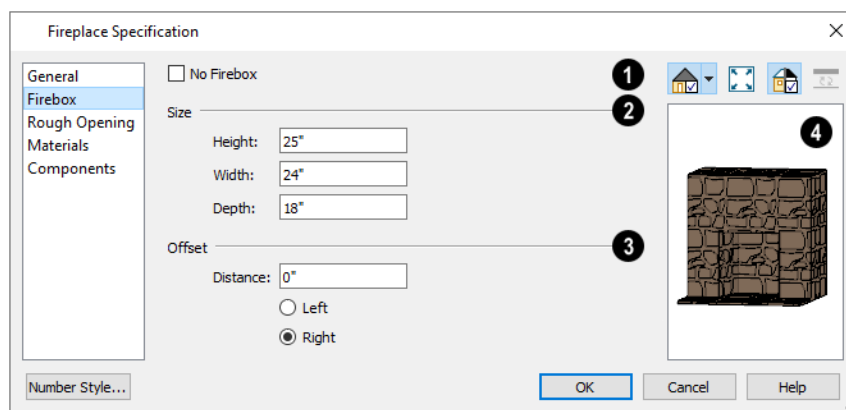 Fireplace Specification
General
Firebox
Rough Opening
Materials
Components
No Firebox
1
Size
2
Height: 25"
Width: 24"
Depth: 18"
Offset
3
Distance: 0"
Left
Right
4
Number Style...
OK
Cancel
Help